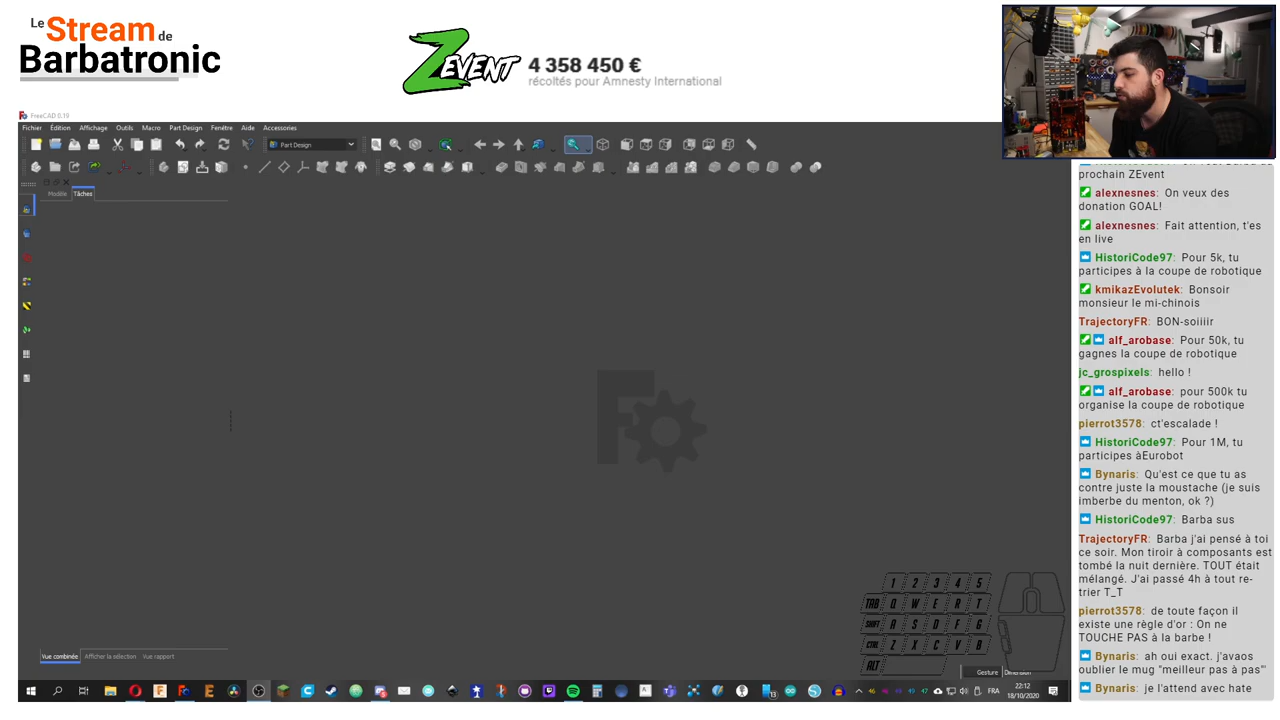 Le Stream de
Barbatronic
ZEVENT
4 358 450 €
récoltés pour Amnesty International
FreeCAD 0.19
Fichier Édition Affichage Outils Macro Part Design Fenêtre Aide Accessories
Part Design
Modèle Tâches
prochain ZEvent
alexnesnes: On veux des
donation GOAL!
alexnesnes: Fait attention, t'es
en live
HistoriCode97: Pour 5k, tu
participes à la coupe de robotique
kmikazEvolutek: Bonsoir
monsieur le mi-chinois
TrajectoryFR: BON-soiiiir
alf_arobase: Pour 50k, tu
gagnes la coupe de robotique
jc_grospixels: hello !
alf_arobase: pour 500k tu
organise la coupe de robotique
pierrot3578: ct'escalade !
HistoriCode97: Pour 1M, tu
participes àEurobot
Bynaris: Qu'est ce que tu as
contre juste la moustache (je suis
imberbe du menton, ok ?)
HistoriCode97: Barba sus
TrajectoryFR: Barba j'ai pensé à toi
ce soir. Mon tiroir à composants est
tombé la nuit dernière. TOUT était
mélangé. J'ai passé 4h à tout re-
trier T_T
pierrot3578: de toute façon il
existe une règle d'or : On ne
TOUCHE PAS à la barbe !
Bynaris: ah oui exact. j'avaos
oublier le mug "meilleur pas à pas"
Bynaris: je l'attend avec hate
1 2 3 4 5
TAB Q W E R T
SHIFT A S D F G
CTRL Z X C V B
ALT
Vue combinée Afficher la sélection Vue rapport
Gesture Dimension
FRA
22:12
18/10/2020